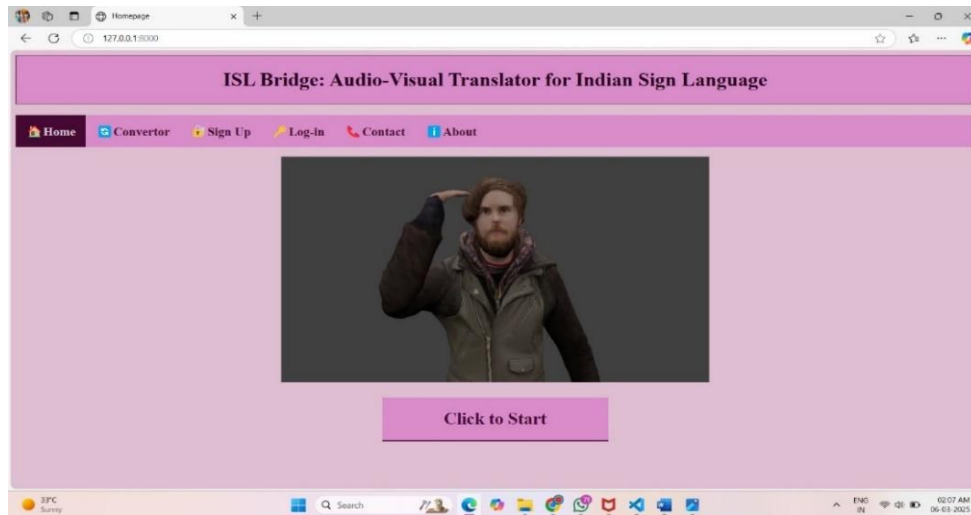 Homepage
127.0.0.1:8000
ISL Bridge: Audio-Visual Translator for Indian Sign Language
Home Convertor Sign Up Log-in Contact About
Click to Start
33°C
Sunny
Search
ENG
IN
02:07 AM
06-03-2025